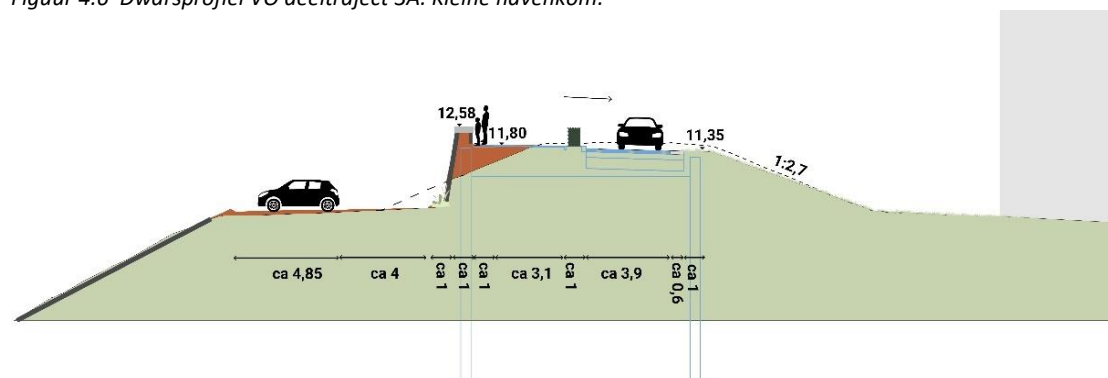 Figuur 4.6 Dwarsprofiel VO deeltraject 5A: Kleine havenkom.
12,58
11,80
11,35
1:2,7
ca 4,85
ca 4
ca 1
ca 1
ca 1
ca 3,1
ca 1
ca 3,9
ca 0,6
ca 1